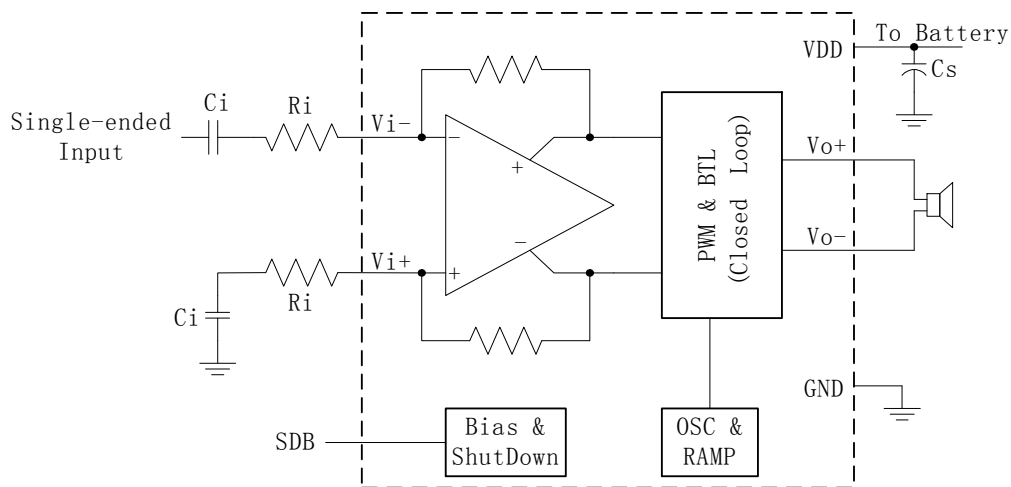 To Battery
VDD
Cs
Ci
Ri
Single-ended
Input
Vi-
−
+
−
+
PWM & BTL
(Closed Loop)
Vo+
Vo-
Vi+
Ri
Ci
GND
SDB
Bias &
ShutDown
OSC &
RAMP